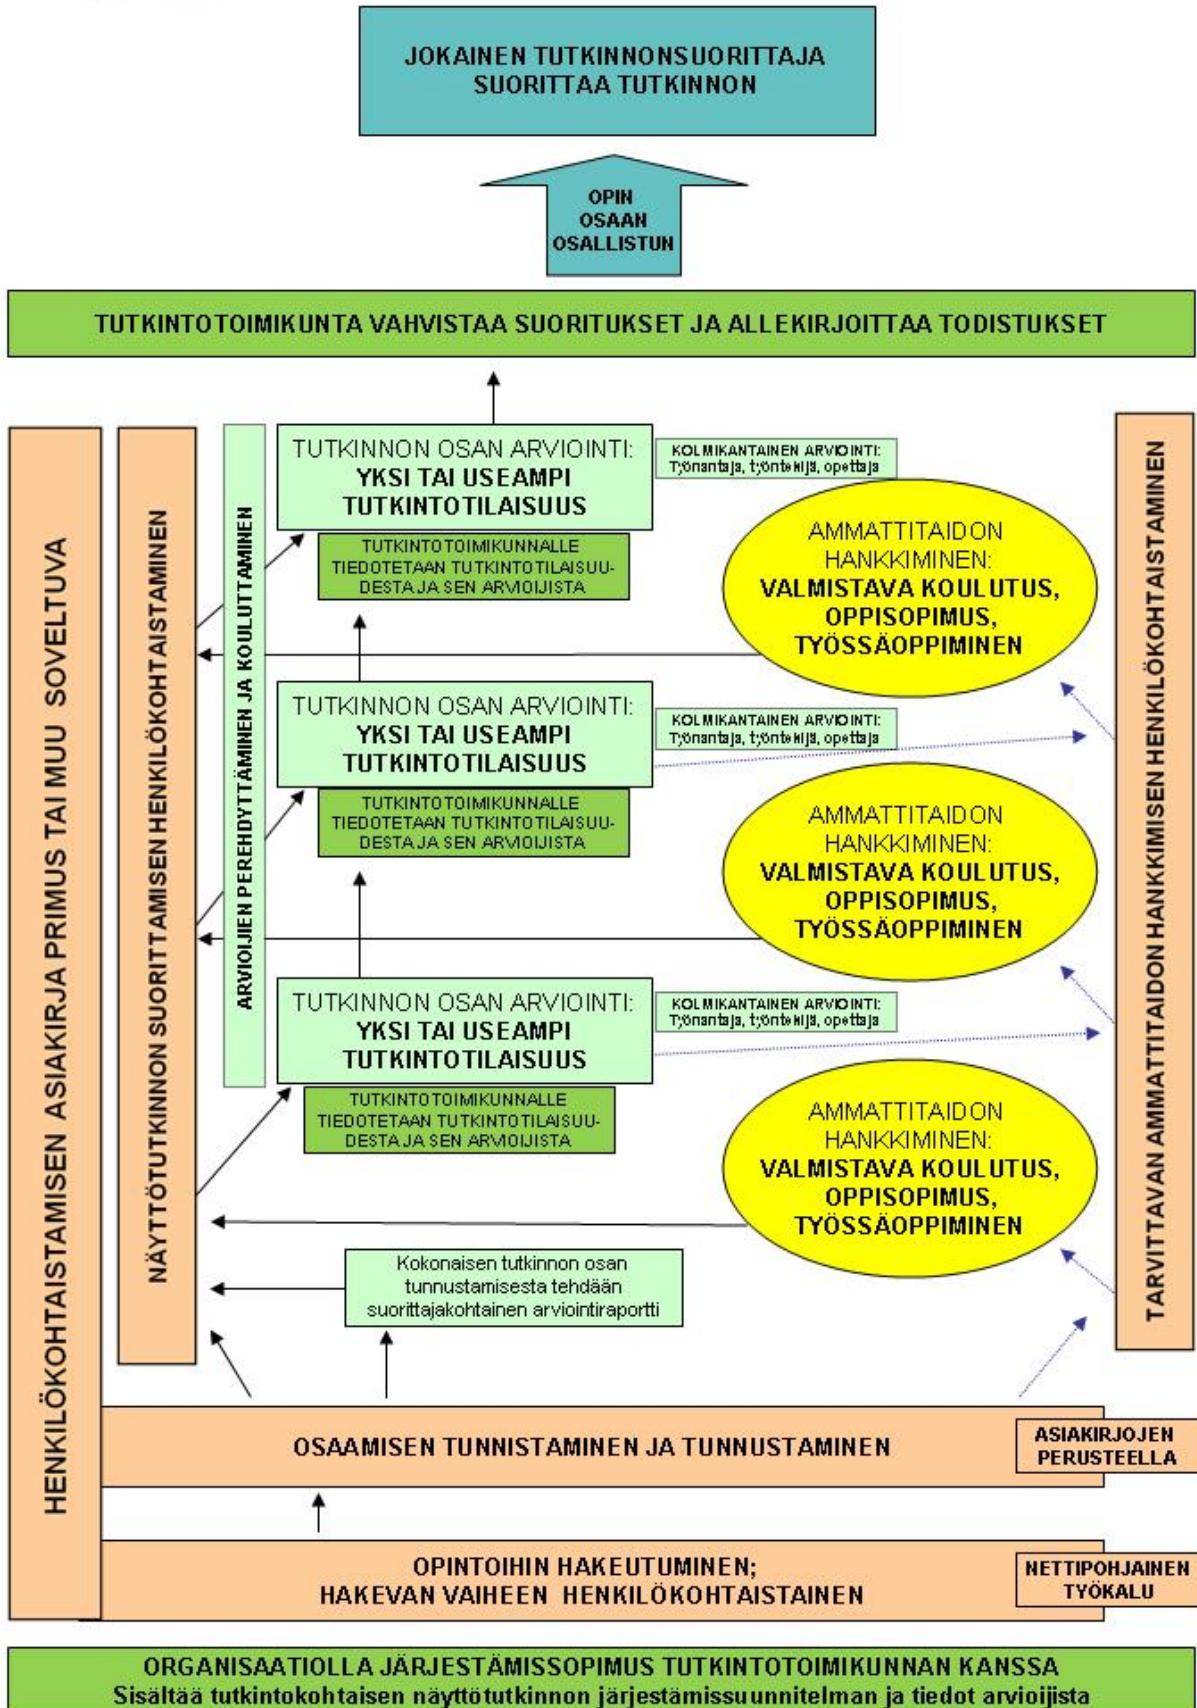 JOKAINEN TUTKINNONSUORITTAJA
SUORITTAA TUTKINNON
OPIN
OSAAN
OSALLISTUN
TUTKINTOTOIMIKUNTA VAHVISTAA SUORITUKSET JA ALLEKIRJOITTAA TODISTUKSET
HENKILÖKOHTAISTAMISEN ASIAKIRJA PRIMUS TAI MUU SOVELTUVA
NÄYTTÖTUTKINNON SUORITTAMISEN HENKILÖKOHTAISTAMINEN
ARVIOIJIEN PEREHDYTTÄMINEN JA KOULUTTAMINEN
TUTKINNON OSAN ARVIOINTI:
YKSI TAI USEAMPI
TUTKINTOTILAISUUS
KOLMIKANTAINEN ARVIOINTI:
Työnantaja, työntekijä, opettaja
TUTKINTOTOIMIKUNNALLE
TIEDOTETAAN TUTKINTOTILAISUU-
DESTA JA SEN ARVIOIJISTA
AMMATTITAIDON
HANKKIMINEN:
VALMISTAVA KOULUTUS,
OPPISOPIMUS,
TYÖSSÄOPPIMINEN
TUTKINNON OSAN ARVIOINTI:
YKSI TAI USEAMPI
TUTKINTOTILAISUUS
KOLMIKANTAINEN ARVIOINTI:
Työnantaja, työntekijä, opettaja
TUTKINTOTOIMIKUNNALLE
TIEDOTETAAN TUTKINTOTILAISUU-
DESTA JA SEN ARVIOIJISTA
AMMATTITAIDON
HANKKIMINEN:
VALMISTAVA KOULUTUS,
OPPISOPIMUS,
TYÖSSÄOPPIMINEN
TUTKINNON OSAN ARVIOINTI:
YKSI TAI USEAMPI
TUTKINTOTILAISUUS
KOLMIKANTAINEN ARVIOINTI:
Työnantaja, työntekijä, opettaja
TUTKINTOTOIMIKUNNALLE
TIEDOTETAAN TUTKINTOTILAISUU-
DESTA JA SEN ARVIOIJISTA
AMMATTITAIDON
HANKKIMINEN:
VALMISTAVA KOULUTUS,
OPPISOPIMUS,
TYÖSSÄOPPIMINEN
TARVITTAVAN AMMATTITAIDON HANKKIMISEN HENKILÖKOHTAISTAMINEN
Kokonaisen tutkinnon osan
tunnustamisesta tehdään
suorittajakohtainen arviointiraportti
OSAAMISEN TUNNISTAMINEN JA TUNNUSTAMINEN
ASIAKIRJOJEN
PERUSTEELLA
OPINTOIHIN HAKEUTUMINEN;
HAKEVAN VAIHEEN HENKILÖKOHTAISTAINEN
NETTIPOHJAINEN
TYÖKALU
ORGANISAATIOLLA JÄRJESTÄMISSOPIMUS TUTKINTOTOIMIKUNNAN KANSSA
Sisältää tutkintokohtaisen näyttötutkinnon järjestämissuunnitelman ja tiedot arvioijista